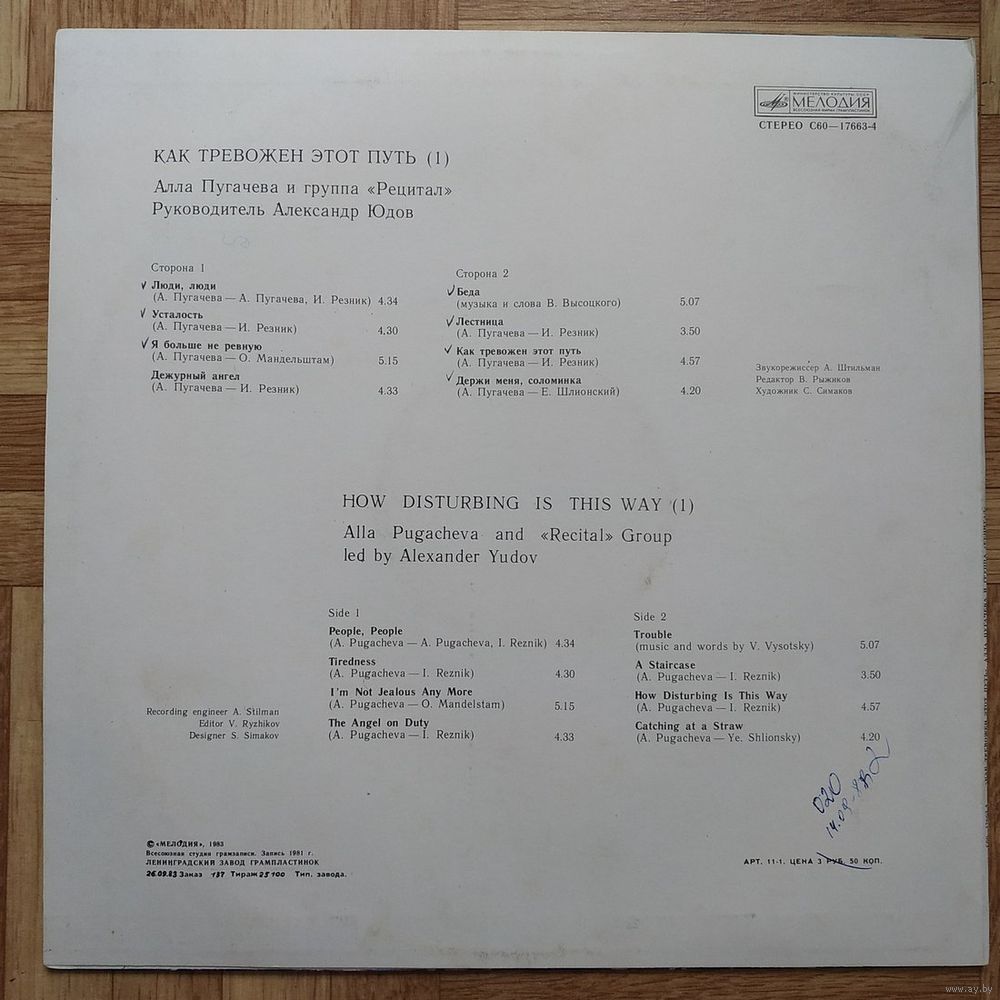 МИНИСТЕРСТВО КУЛЬТУРЫ СССР
МЕЛОДИЯ
ВСЕСОЮЗНАЯ ФИРМА ГРАМПЛАСТИНОК
СТЕРЕО С60—17663-4
КАК ТРЕВОЖЕН ЭТОТ ПУТЬ (1)
Алла Пугачева и группа «Рецитал»
Руководитель Александр Юдов
Сторона 1
Люди, люди
(А. Пугачева — А. Пугачева, И. Резник) 4.34
Усталость
(А. Пугачева — И. Резник) 4.30
Я больше не ревную
(А. Пугачева — О. Мандельштам) 5.15
Дежурный ангел
(А. Пугачева — И. Резник) 4.33
Сторона 2
Беда
(музыка и слова В. Высоцкого) 5.07
Лестница
(А. Пугачева — И. Резник) 3.50
Как тревожен этот путь
(А. Пугачева — И. Резник) 4.57
Держи меня, соломинка
(А. Пугачева — Е. Шлионский) 4.20
Звукорежиссер А. Штильман
Редактор В. Рыжиков
Художник С. Симаков
HOW DISTURBING IS THIS WAY (1)
Alla Pugacheva and «Recital» Group
led by Alexander Yudov
Side 1
People, People
(A. Pugacheva — A. Pugacheva, I. Reznik) 4.34
Tiredness
(A. Pugacheva — I. Reznik) 4.30
I'm Not Jealous Any More
(A. Pugacheva — O. Mandelstam) 5.15
The Angel on Duty
(A. Pugacheva — I. Reznik) 4.33
Side 2
Trouble
(music and words by V. Vysotsky) 5.07
A Staircase
(A. Pugacheva — I. Reznik) 3.50
How Disturbing Is This Way
(A. Pugacheva — I. Reznik) 4.57
Catching at a Straw
(A. Pugacheva — Ye. Shlionsky) 4.20
Recording engineer A. Stilman
Editor V. Ryzhikov
Designer S. Simakov
020
© «МЕЛОДИЯ», 1983
Всесоюзная студия грамзаписи. Запись 1981 г.
ЛЕНИНГРАДСКИЙ ЗАВОД ГРАМПЛАСТИНОК
26.09.83 Заказ 137 Тираж 25100 Тип. завода.
АРТ. 11-1. ЦЕНА 3 РУБ. 50 КОП.
www.ay.by